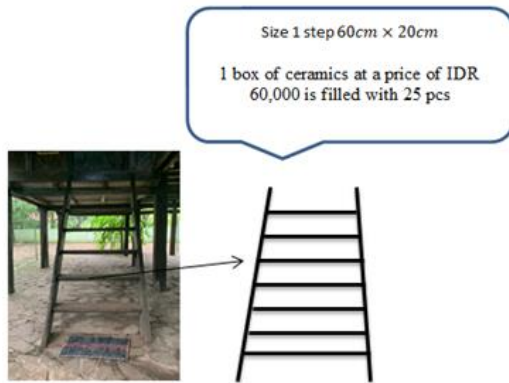 Size 1 step 60cm × 20cm
1 box of ceramics at a price of IDR
60,000 is filled with 25 pcs